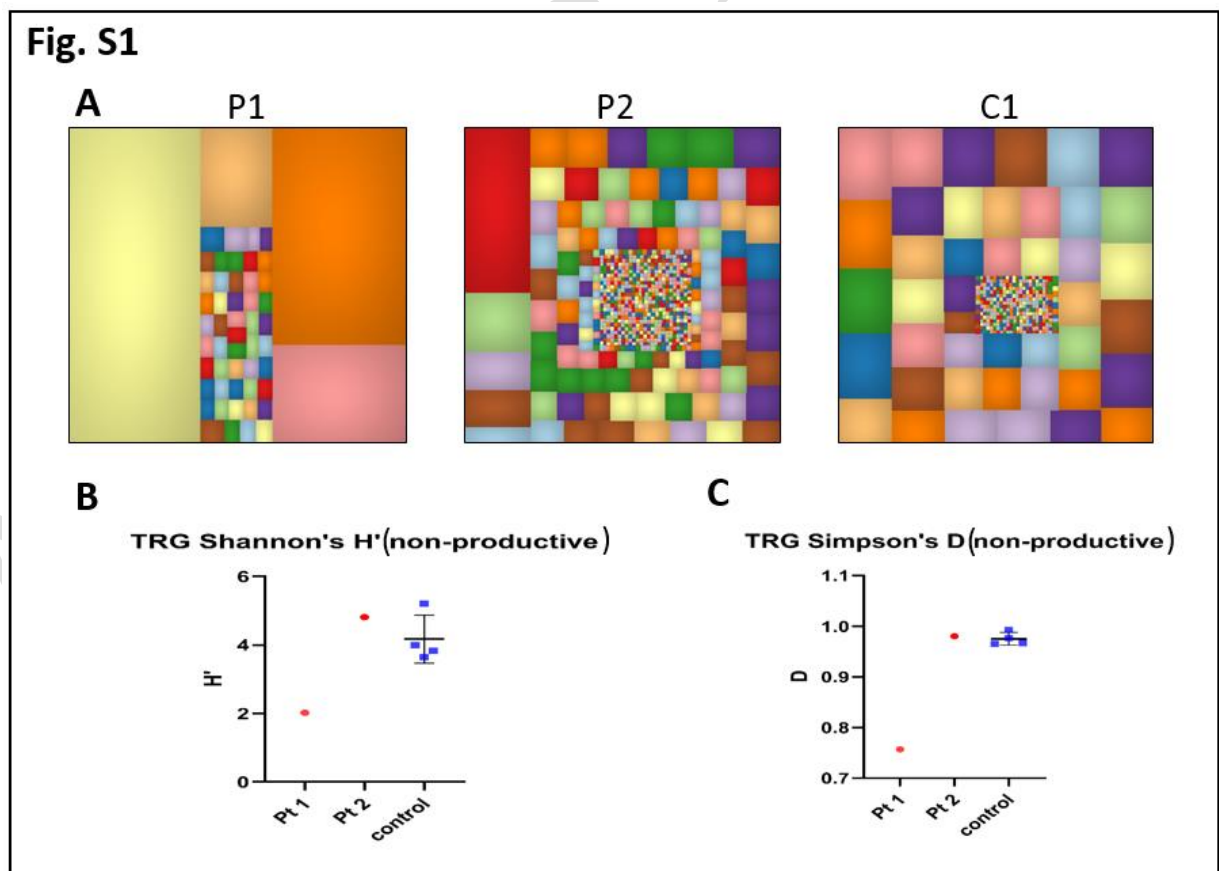 Fig. S1
A
P1 P2 C1
B
C
TRG Shannon's H'(non-productive)
TRG Simpson's D(non-productive)
6
4
2
0
H'
Pt 1
Pt 2
control
1.1
1.0
0.9
0.8
0.7
D
Pt 1
Pt 2
control